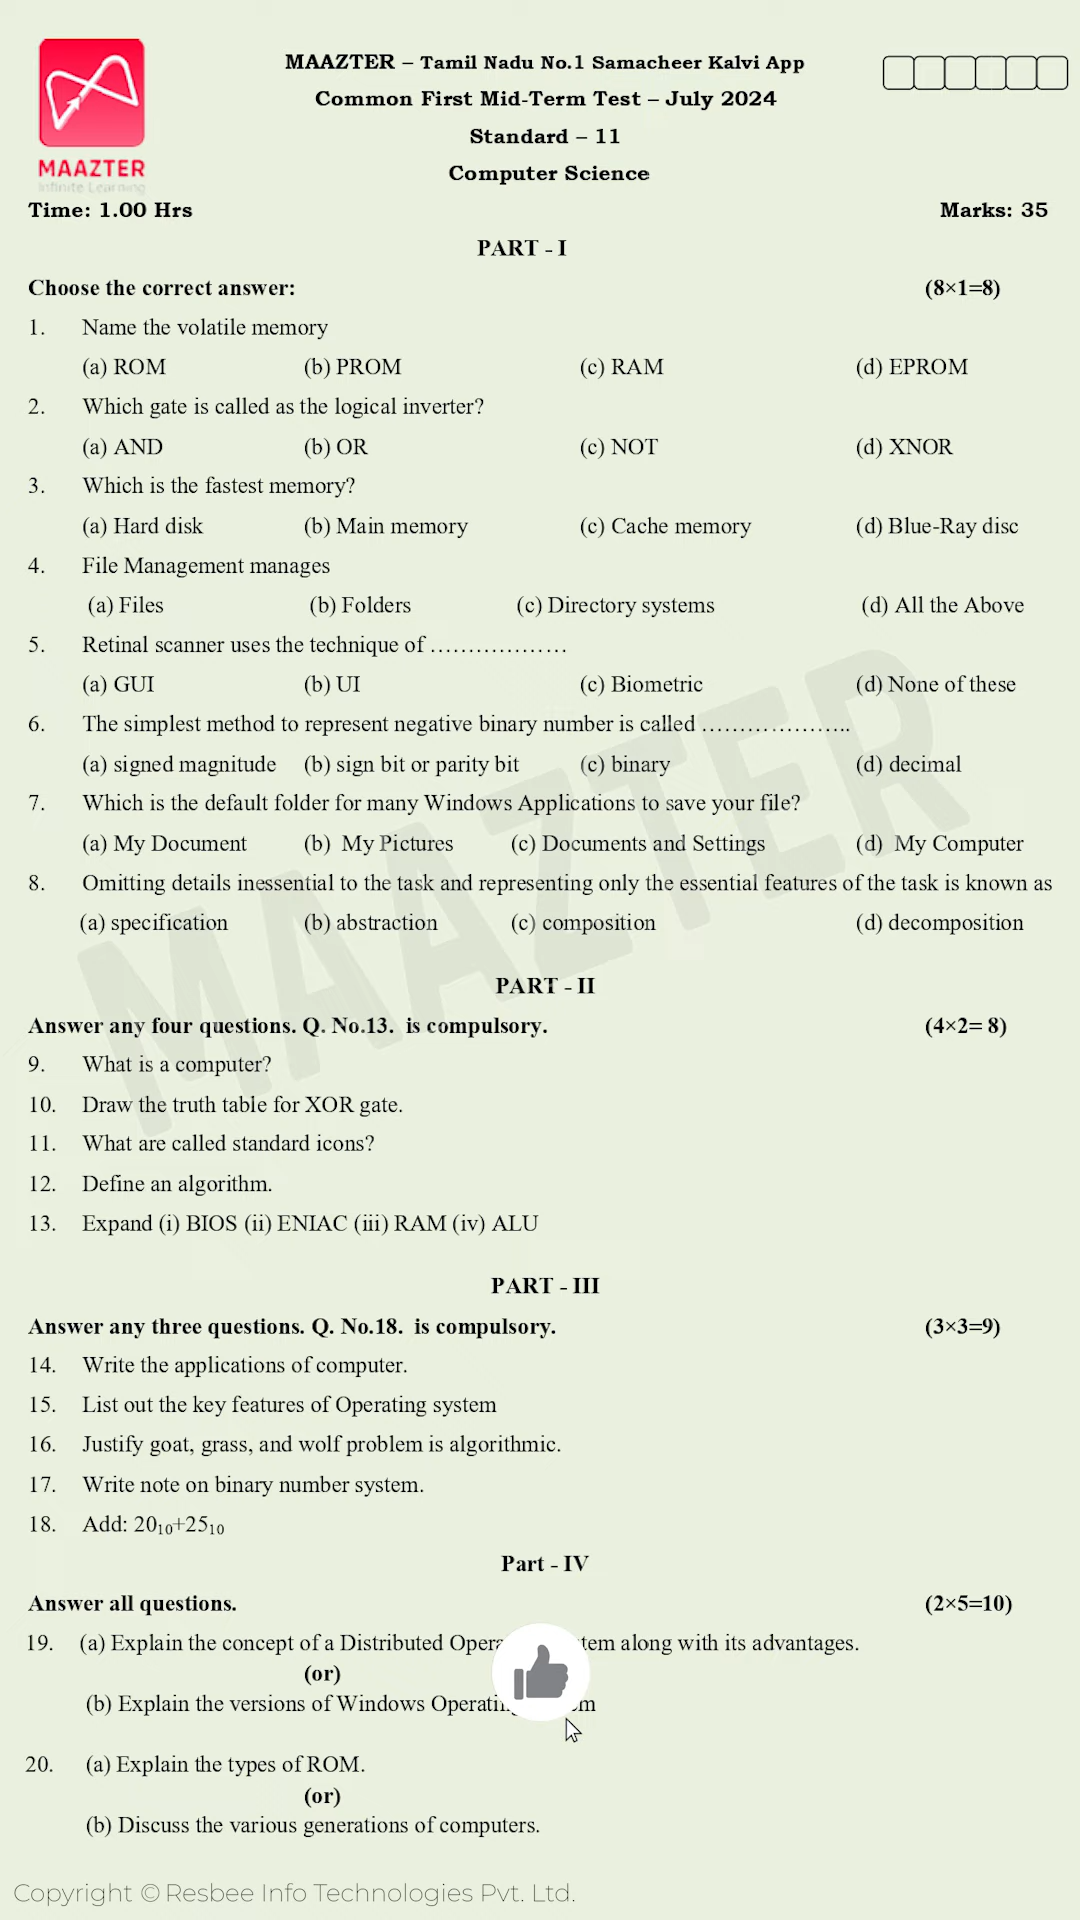 MAAZTER – Tamil Nadu No.1 Samacheer Kalvi App
Common First Mid-Term Test – July 2024
Standard – 11
Computer Science
MAAZTER
Infinite Learning
Time: 1.00 Hrs Marks: 35
PART - I
Choose the correct answer: (8×1=8)
1. Name the volatile memory
(a) ROM (b) PROM (c) RAM (d) EPROM
2. Which gate is called as the logical inverter?
(a) AND (b) OR (c) NOT (d) XNOR
3. Which is the fastest memory?
(a) Hard disk (b) Main memory (c) Cache memory (d) Blue-Ray disc
4. File Management manages
(a) Files (b) Folders (c) Directory systems (d) All the Above
5. Retinal scanner uses the technique of ………………
(a) GUI (b) UI (c) Biometric (d) None of these
6. The simplest method to represent negative binary number is called ………………..
(a) signed magnitude (b) sign bit or parity bit (c) binary (d) decimal
7. Which is the default folder for many Windows Applications to save your file?
(a) My Document (b) My Pictures (c) Documents and Settings (d) My Computer
8. Omitting details inessential to the task and representing only the essential features of the task is known as
(a) specification (b) abstraction (c) composition (d) decomposition
MAAZTER
PART - II
Answer any four questions. Q. No.13. is compulsory. (4×2= 8)
9. What is a computer?
10. Draw the truth table for XOR gate.
11. What are called standard icons?
12. Define an algorithm.
13. Expand (i) BIOS (ii) ENIAC (iii) RAM (iv) ALU
PART - III
Answer any three questions. Q. No.18. is compulsory. (3×3=9)
14. Write the applications of computer.
15. List out the key features of Operating system
16. Justify goat, grass, and wolf problem is algorithmic.
17. Write note on binary number system.
18. Add: 20₁₀+25₁₀
Part - IV
Answer all questions. (2×5=10)
19. (a) Explain the concept of a Distributed along with its advantages.
(or)
(b) Explain the versions of Windows
20. (a) Explain the types of ROM.
(or)
(b) Discuss the various generations of computers.
Copyright © Resbee Info Technologies Pvt. Ltd.